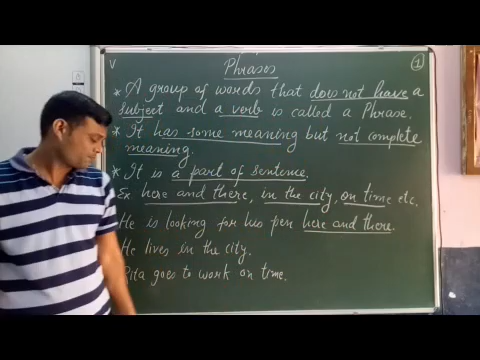 V
Phrases
1
* A group of words that does not have a
subject and a verb is called a Phrase.
* It has some meaning but not complete
meaning.
* It is a part of sentence.
Ex here and there, in the city, on time etc.
He is looking for his pen here and there.
He lives in the city.
Rita goes to work on time.